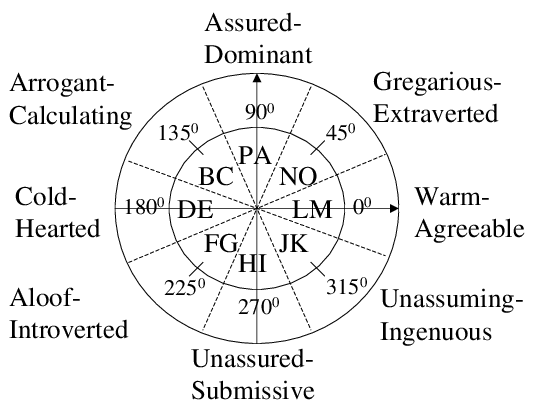 Assured-
Dominant
Arrogant-
Calculating
Gregarious-
Extraverted
90⁰
135⁰
45⁰
PA
BC
NO
Cold-
Hearted
180⁰
DE
LM
0⁰
Warm-
Agreeable
FG
JK
HI
225⁰
315⁰
270⁰
Aloof-
Introverted
Unassuming-
Ingenuous
Unassured-
Submissive